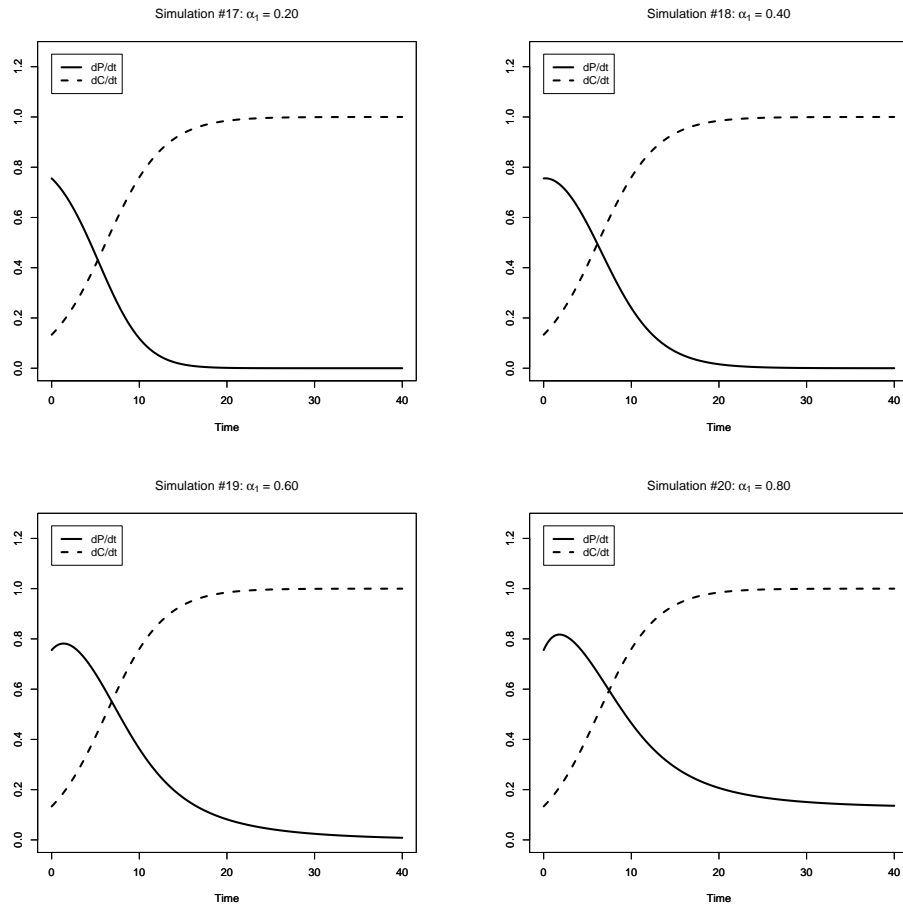 Simulation #17: α₁ = 0.20
dP/dt
dC/dt
1.2
1.0
0.8
0.6
0.4
0.2
0.0
0 10 20 30 40
Time
Simulation #18: α₁ = 0.40
dP/dt
dC/dt
1.2
1.0
0.8
0.6
0.4
0.2
0.0
0 10 20 30 40
Time
Simulation #19: α₁ = 0.60
dP/dt
dC/dt
1.2
1.0
0.8
0.6
0.4
0.2
0.0
0 10 20 30 40
Time
Simulation #20: α₁ = 0.80
dP/dt
dC/dt
1.2
1.0
0.8
0.6
0.4
0.2
0.0
0 10 20 30 40
Time